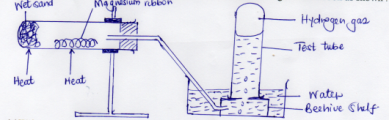 Wet sand
Magnesium ribbon
Hydrogen gas
Test tube
Heat
Heat
Water
Beehive Shelf